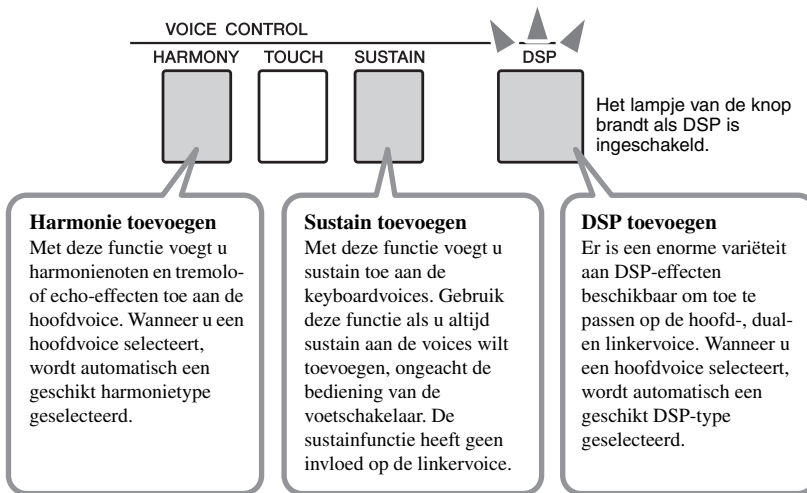 VOICE CONTROL
HARMONY TOUCH SUSTAIN DSP
Het lampje van de knop
brandt als DSP is
ingeschakeld.
Harmonie toevoegen
Met deze functie voegt u
harmonienoten en tremolo-
of echo-effecten toe aan de
hoofdvoice. Wanneer u een
hoofdvoice selecteert,
wordt automatisch een
geschikt harmonietype
geselecteerd.
Sustain toevoegen
Met deze functie voegt u
sustain toe aan de
keyboardvoices. Gebruik
deze functie als u altijd
sustain aan de voices wilt
toevoegen, ongeacht de
bediening van de
voetschakelaar. De
sustainfunctie heeft geen
invloed op de linkervoice.
DSP toevoegen
Er is een enorme variëteit
aan DSP-effecten
beschikbaar om toe te
passen op de hoofd-, dual-
en linkervoice. Wanneer u
een hoofdvoice selecteert,
wordt automatisch een
geschikt DSP-type
geselecteerd.